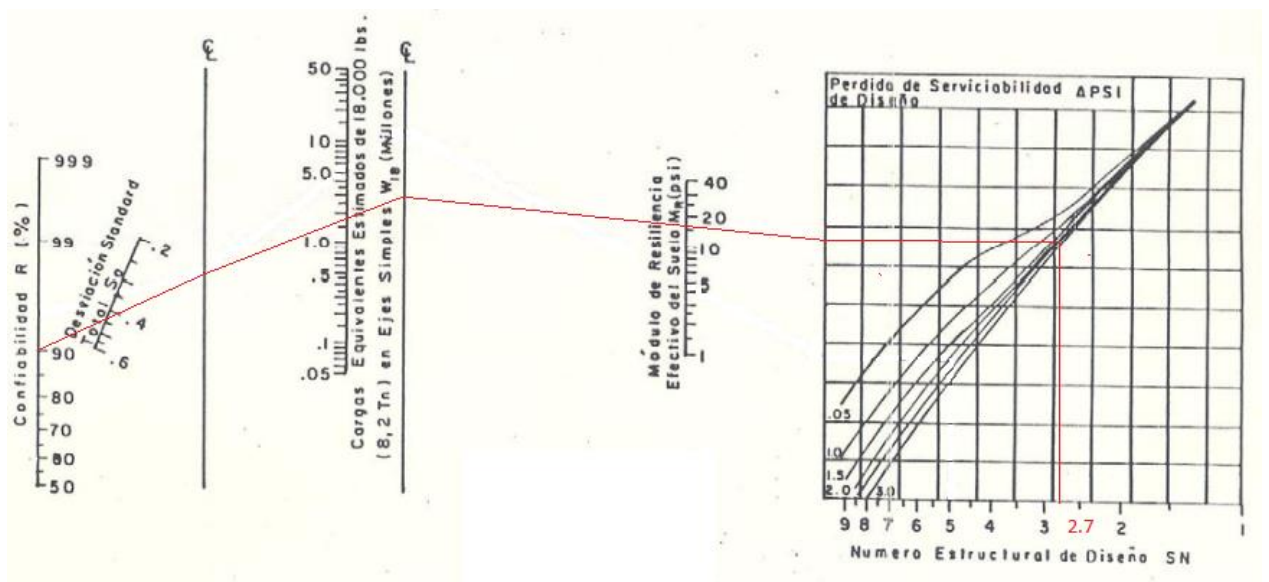 Confiabilidad R (%)
999
99
90
80
70
60
50
Desviación Standard
Total So
.2
.4
.6
℄
Cargas Equivalentes Estimados de 18.000 lbs.
(8,2 Tn) en Ejes Simples W18 (Millones)
50
10
5.0
1.0
.5
.1
.05
℄
Módulo de Resiliencia
Efectivo del Suelo MR (psi)
40
20
10
5
1
Perdida de Serviciabilidad ΔPSI
de Diseño
.05
1.0
1.5
2.0
3.0
9 8 7 6 5 4 3 2.7 2 1
Numero Estructural de Diseño SN